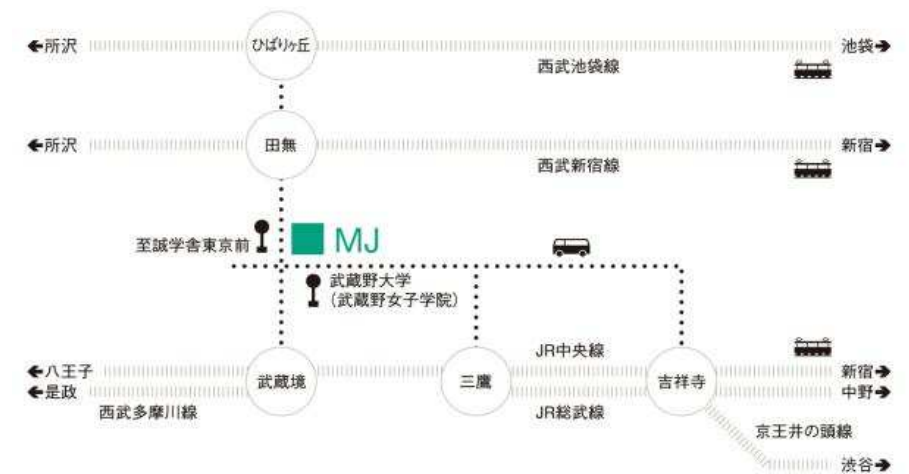 ←所沢
ひばりヶ丘
池袋→
西武池袋線
←所沢
田無
新宿→
西武新宿線
至誠学舎東京前
MJ
武蔵野大学
(武蔵野女子学院)
JR中央線
←八王子
武蔵境
三鷹
吉祥寺
新宿→
←是政
中野→
西武多摩川線
JR総武線
京王井の頭線
渋谷→